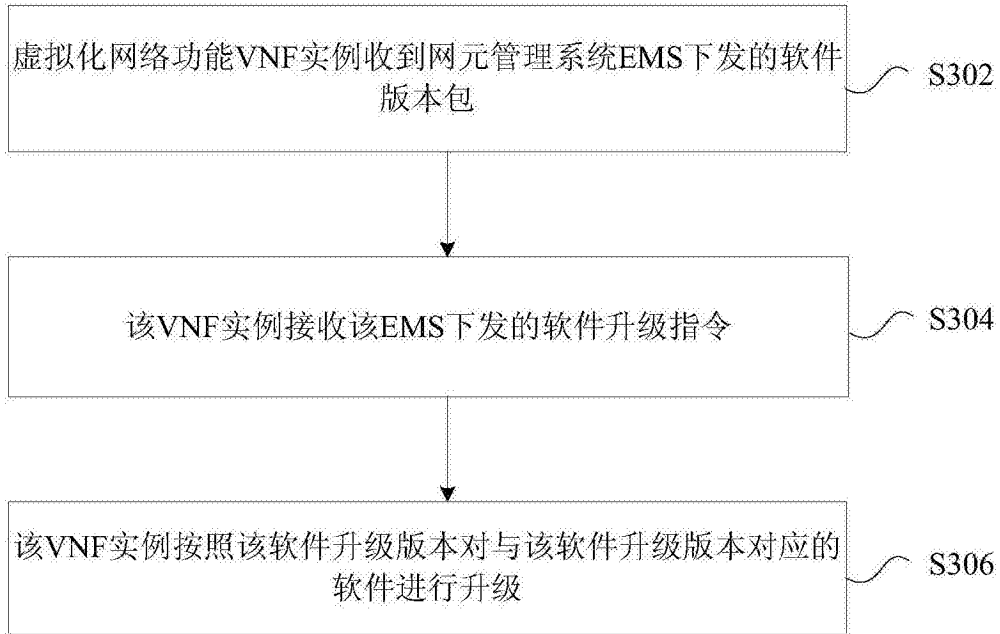 虚拟化网络功能VNF实例收到网元管理系统EMS下发的软件
版本包
S302
该VNF实例接收该EMS下发的软件升级指令
S304
该VNF实例按照该软件升级版本对与该软件升级版本对应的
软件进行升级
S306